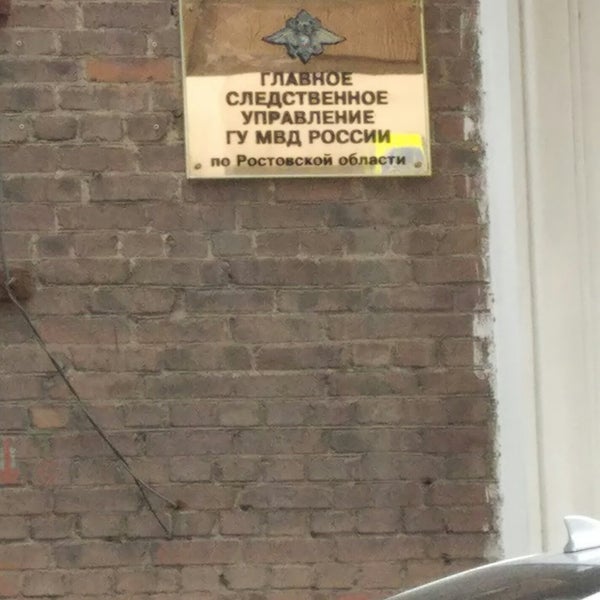 ГЛАВНОЕ
СЛЕДСТВЕННОЕ
УПРАВЛЕНИЕ
ГУ МВД РОССИИ
по Ростовской области